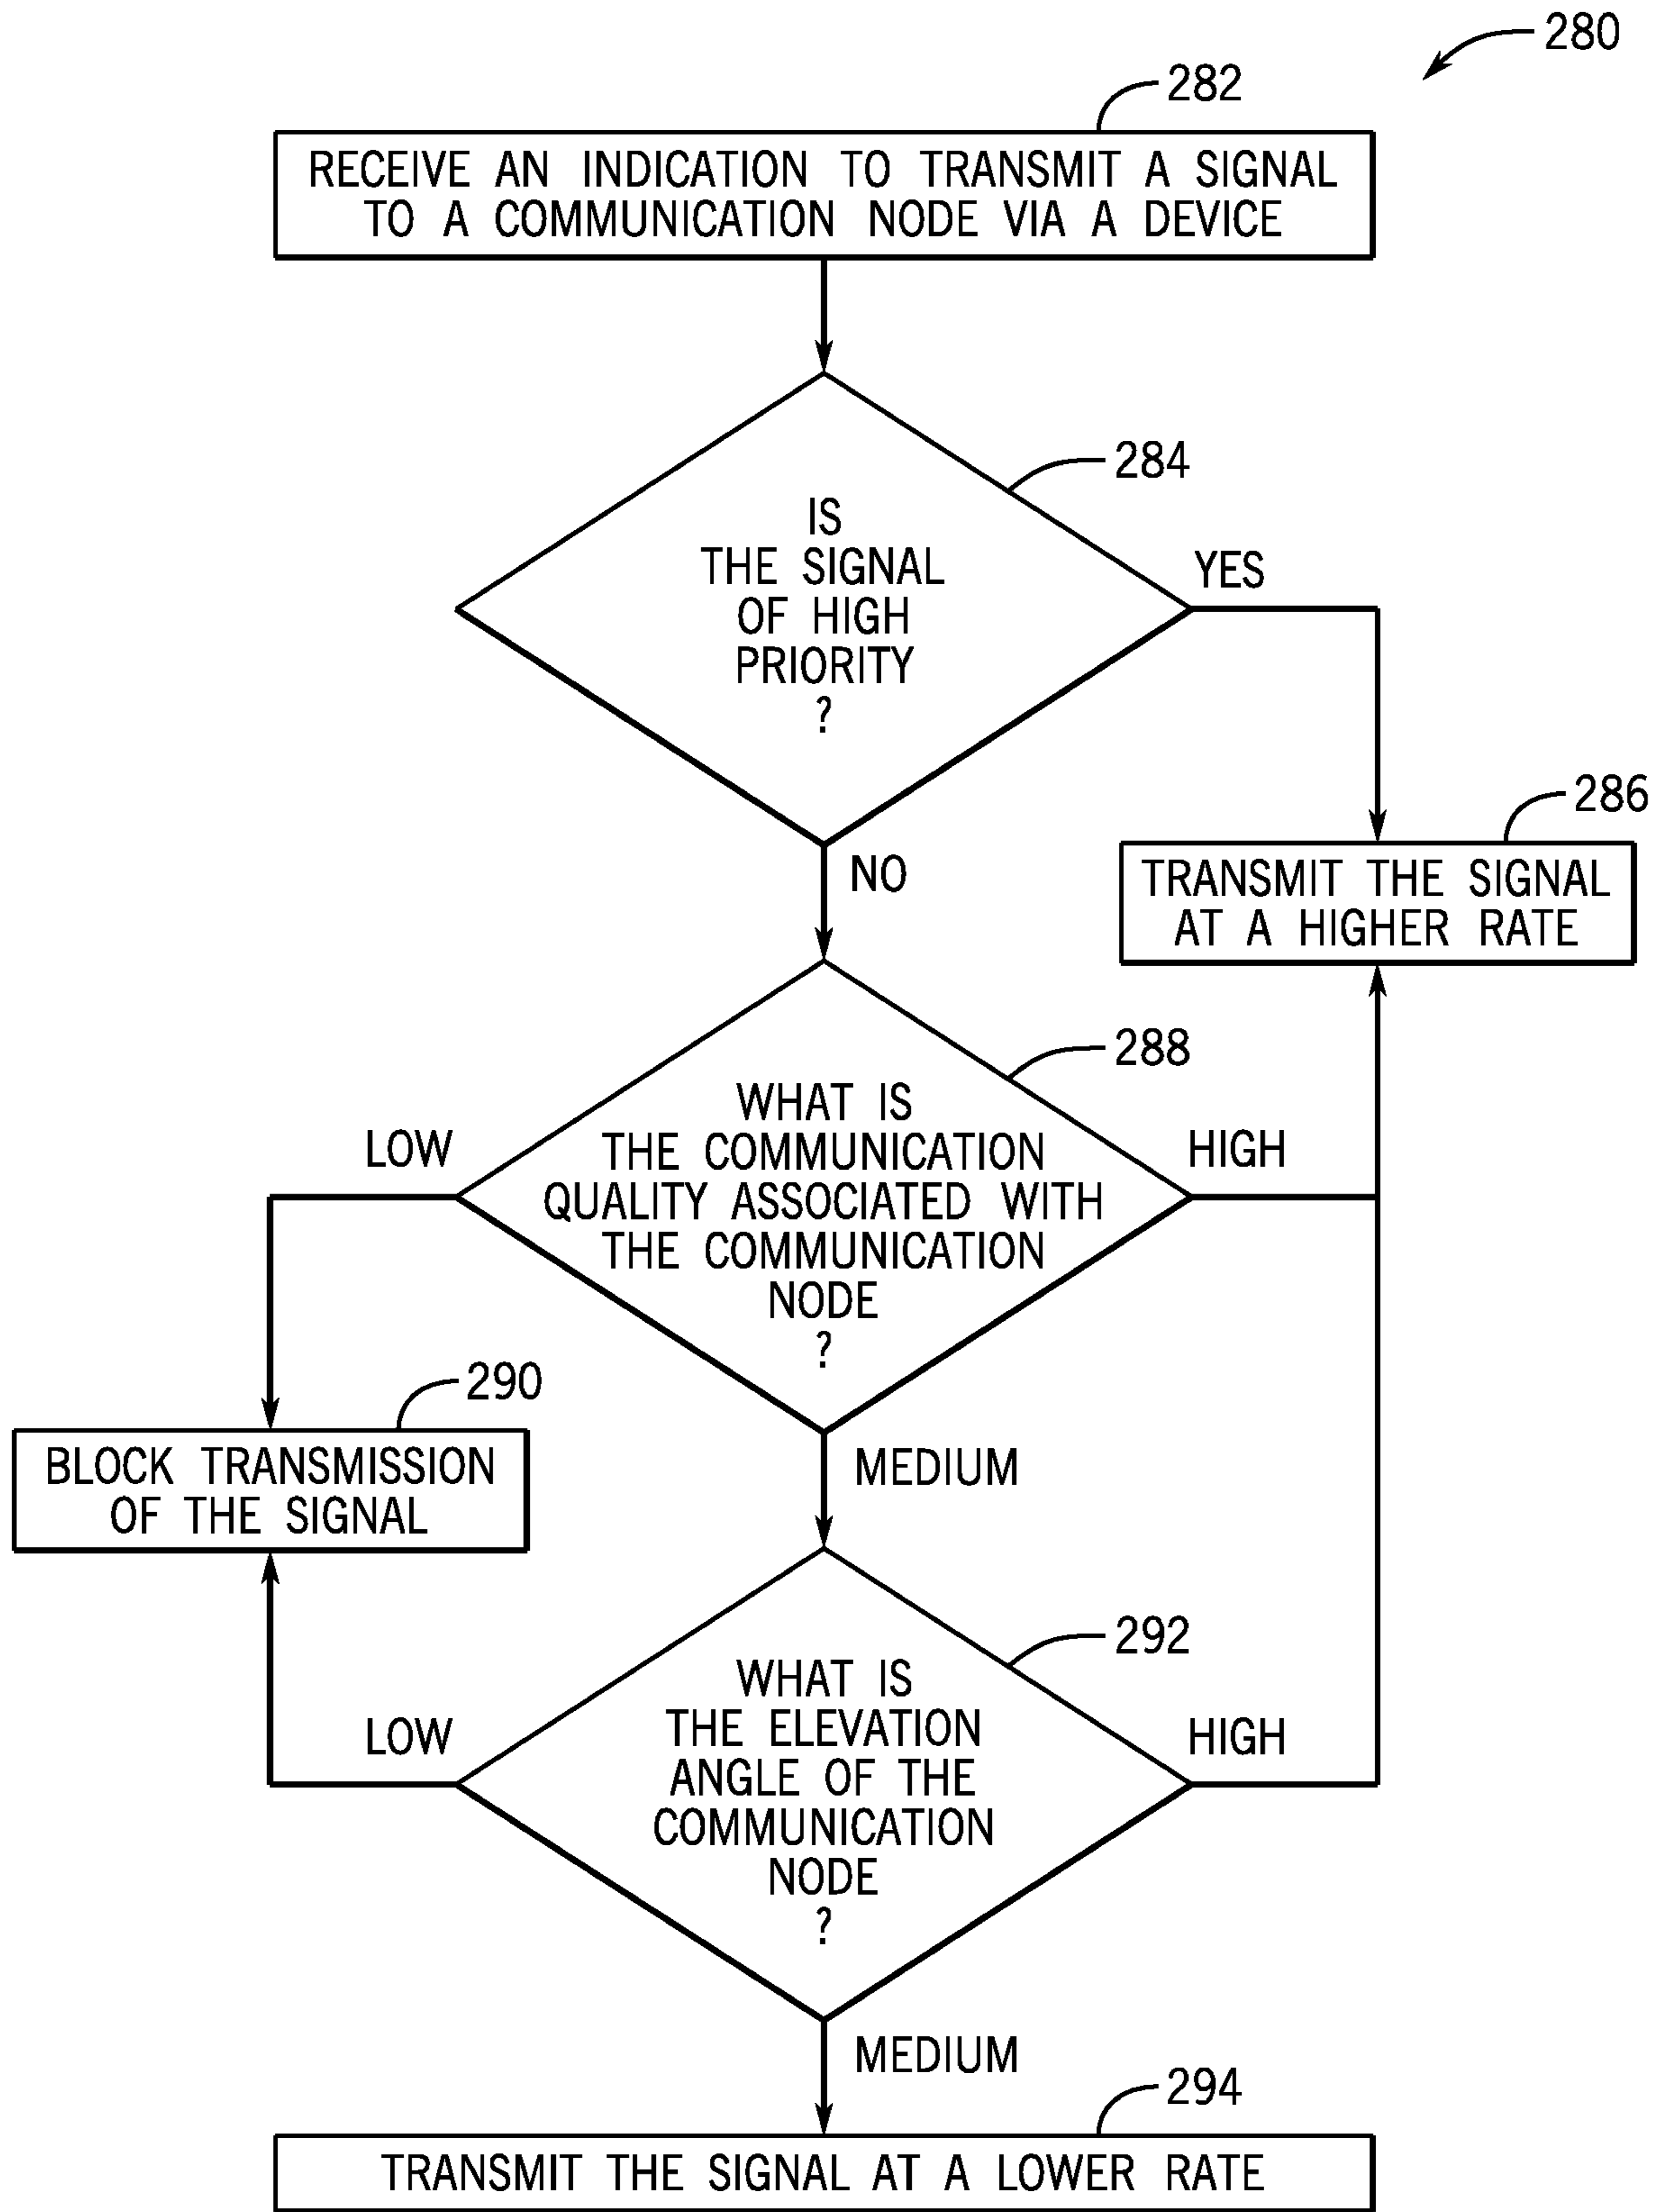 280
282
RECEIVE AN INDICATION TO TRANSMIT A SIGNAL
TO A COMMUNICATION NODE VIA A DEVICE
284
IS
THE SIGNAL
OF HIGH
PRIORITY
?
YES
NO
286
TRANSMIT THE SIGNAL
AT A HIGHER RATE
288
WHAT IS
THE COMMUNICATION
QUALITY ASSOCIATED WITH
THE COMMUNICATION
NODE
?
LOW
HIGH
MEDIUM
290
BLOCK TRANSMISSION
OF THE SIGNAL
292
WHAT IS
THE ELEVATION
ANGLE OF THE
COMMUNICATION
NODE
?
LOW
HIGH
MEDIUM
294
TRANSMIT THE SIGNAL AT A LOWER RATE